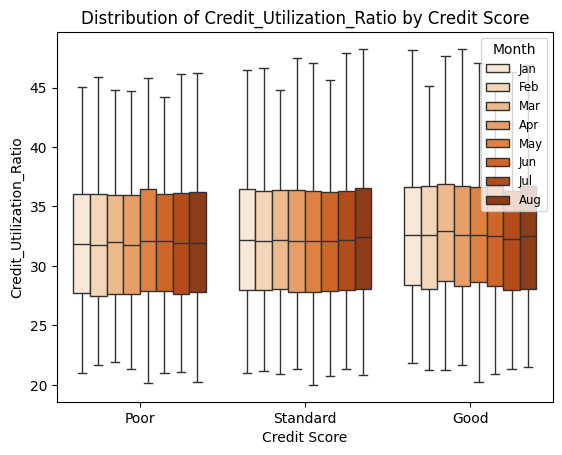 Distribution of Credit_Utilization_Ratio by Credit Score
Month
Jan
Feb
Mar
Apr
May
Jun
Jul
Aug
Credit_Utilization_Ratio
45
40
35
30
25
20
Poor Standard Good
Credit Score